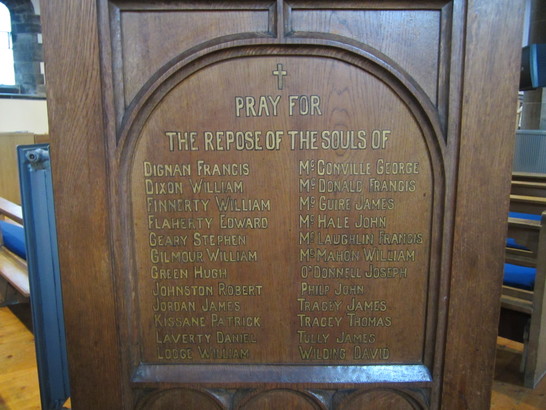 PRAY FOR
THE REPOSE OF THE SOULS OF
DIGNAN FRANCIS
DIXON WILLIAM
FINNERTY WILLIAM
FLAHERTY EDWARD
GEARY STEPHEN
GILMOUR WILLIAM
GREEN HUGH
JOHNSTON ROBERT
JORDAN JAMES
KISSANE PATRICK
LAVERTY DANIEL
LODGE WILLIAM
McCONVILLE GEORGE
McDONALD FRANCIS
McGUIRE JAMES
McHALE JOHN
McLAUGHLIN FRANCIS
McMAHON WILLIAM
O'DONNELL JOSEPH
PHILP JOHN
TRACEY JAMES
TRACEY THOMAS
TULLY JAMES
WILDING DAVID